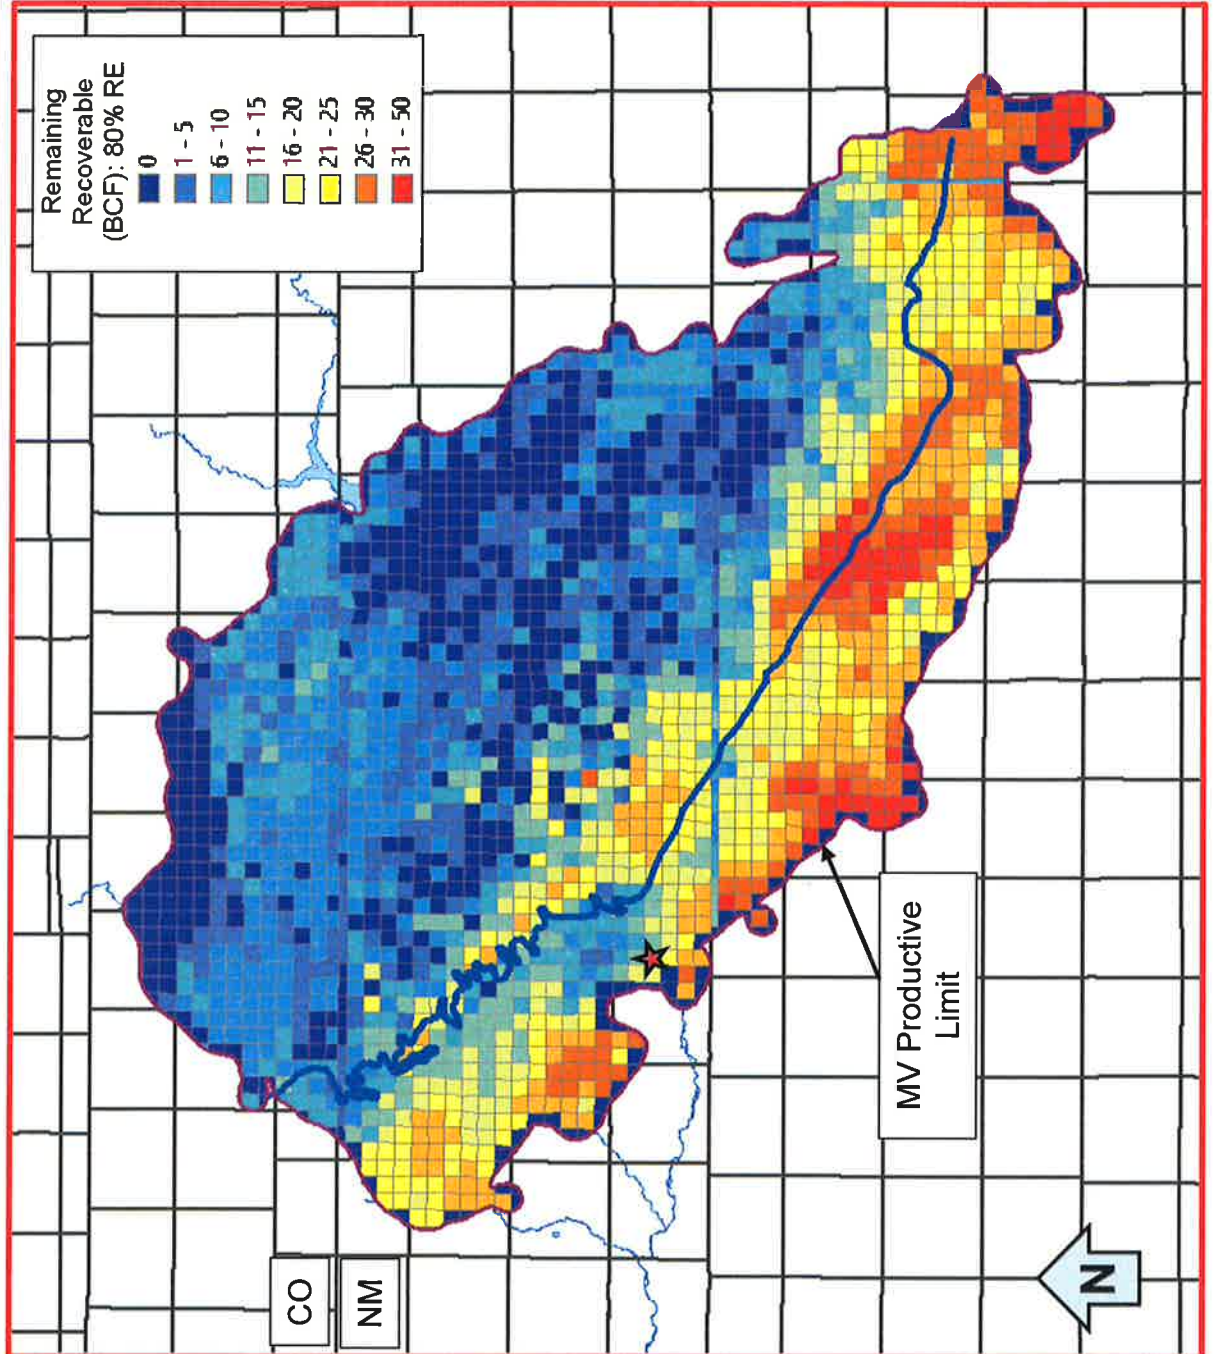 Remaining
Recoverable
(BCF): 80% RE
0
1 - 5
6 - 10
11 - 15
16 - 20
21 - 25
26 - 30
31 - 50
MV Productive
Limit
CO
NM
N